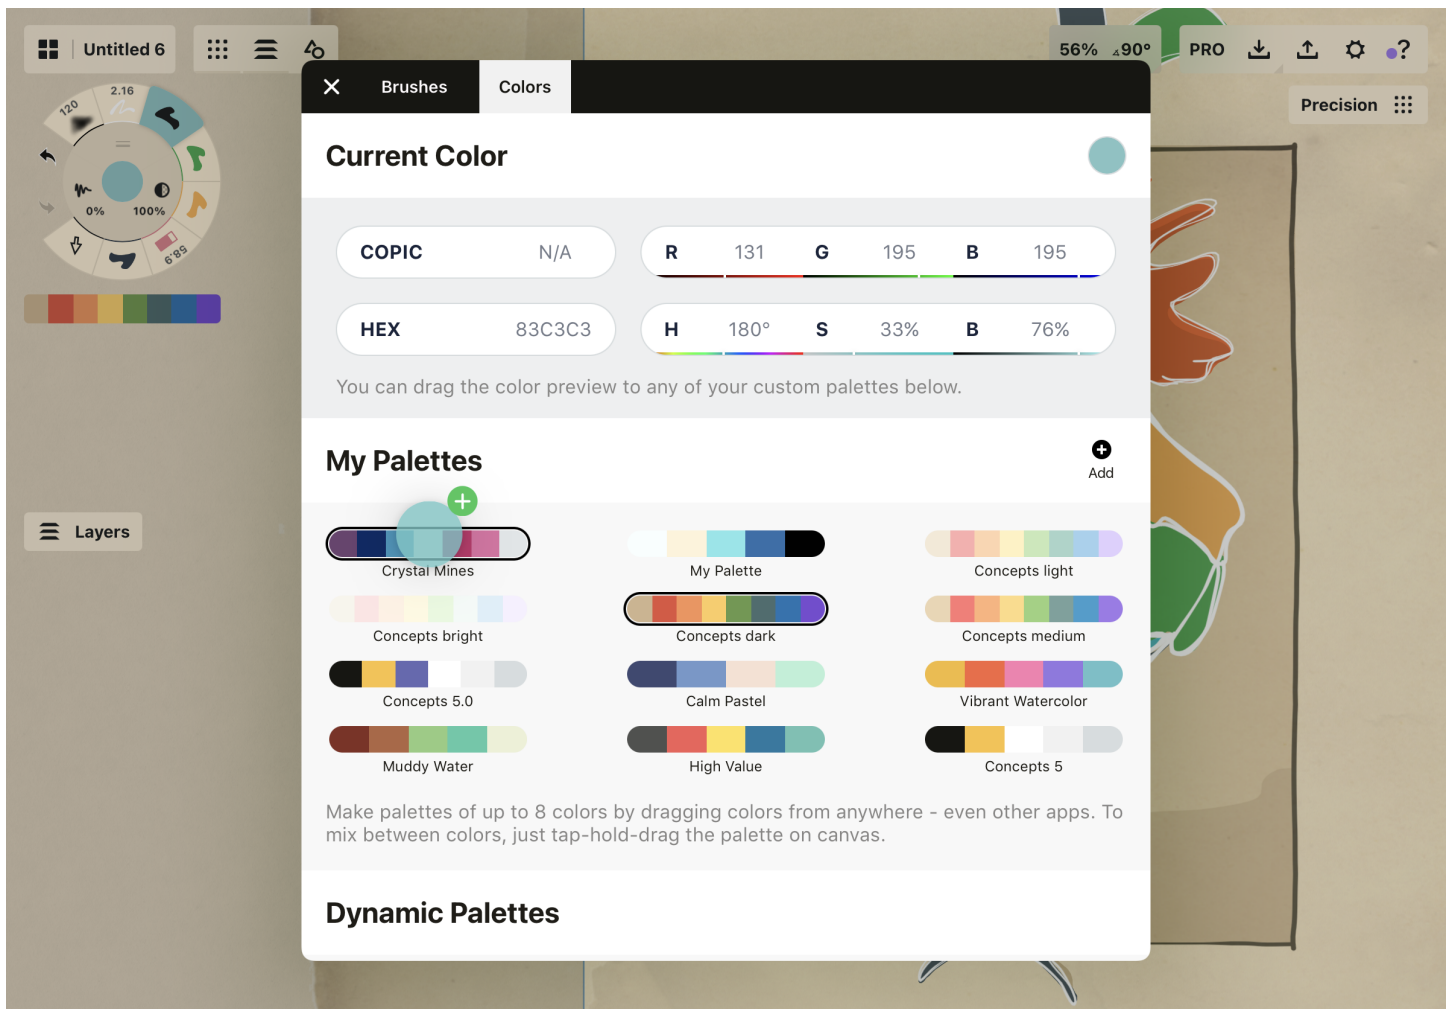 Untitled 6
56% 90°
PRO
?
Precision
120
2.16
0%
100%
58.9
Layers
Brushes
Colors
Current Color
COPIC N/A
R 131 G 195 B 195
HEX 83C3C3
H 180° S 33% B 76%
You can drag the color preview to any of your custom palettes below.
My Palettes
Add
Crystal Mines
My Palette
Concepts light
Concepts bright
Concepts dark
Concepts medium
Concepts 5.0
Calm Pastel
Vibrant Watercolor
Muddy Water
High Value
Concepts 5
Make palettes of up to 8 colors by dragging colors from anywhere - even other apps. To
mix between colors, just tap-hold-drag the palette on canvas.
Dynamic Palettes